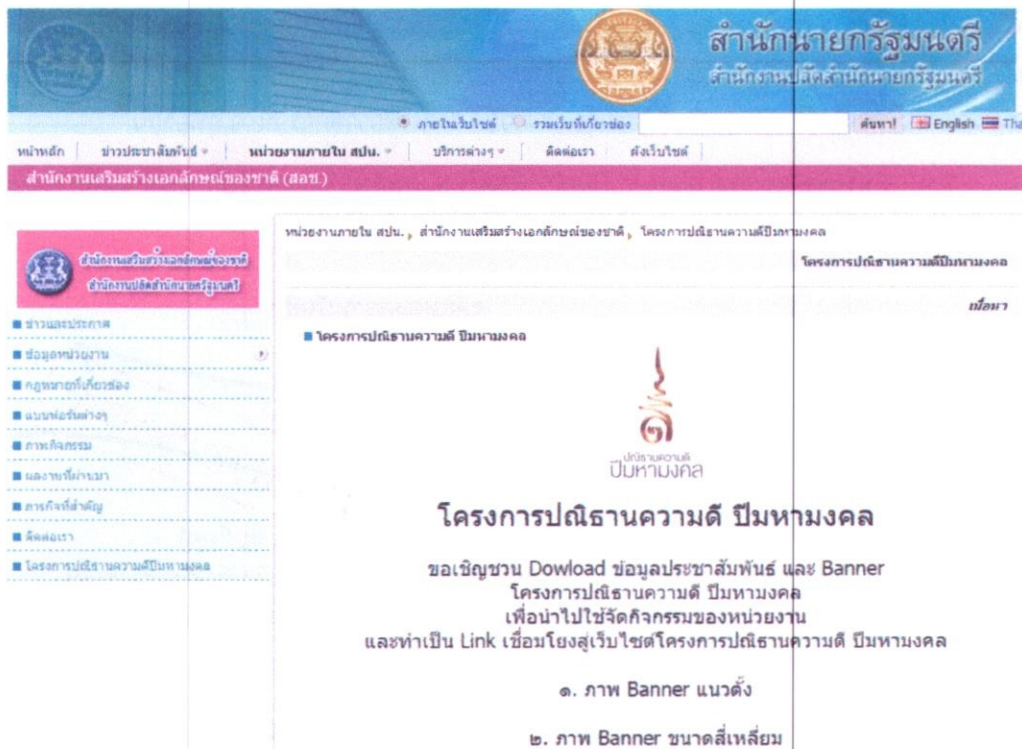 สำนักนายกรัฐมนตรี
สำนักงานปลัดสำนักนายกรัฐมนตรี
ภายในเว็บไซต์ รวมเว็บที่เกี่ยวข้อง ค้นหา! English Tha
หน้าหลัก ข่าวประชาสัมพันธ์ หน่วยงานภายใน สปน. บริการต่างๆ ติดต่อเรา ผังเว็บไซต์
สำนักงานเสริมสร้างเอกลักษณ์ของชาติ (สอช.)
หน่วยงานภายใน สปน. สำนักงานเสริมสร้างเอกลักษณ์ของชาติ โครงการปณิธานความดีปีมหามงคล
สำนักงานเสริมสร้างเอกลักษณ์ของชาติ
สำนักงานปลัดสำนักนายกรัฐมนตรี
โครงการปณิธานความดีปีมหามงคล
เนื้อหา
ข่าวและประกาศ
ข้อมูลหน่วยงาน
กฎหมายที่เกี่ยวข้อง
แบบฟอร์มต่างๆ
ภาพกิจกรรม
ผลงานที่ผ่านมา
ภารกิจที่สำคัญ
ติดต่อเรา
โครงการปณิธานความดีปีมหามงคล
โครงการปณิธานความดี ปีมหามงคล
ปณิธานความดี
ปีมหามงคล
โครงการปณิธานความดี ปีมหามงคล
ขอเชิญชวน Dowload ข้อมูลประชาสัมพันธ์ และ Banner
โครงการปณิธานความดี ปีมหามงคล
เพื่อนำไปใช้จัดกิจกรรมของหน่วยงาน
และทำเป็น Link เชื่อมโยงสู่เว็บไซต์โครงการปณิธานความดี ปีมหามงคล
๑. ภาพ Banner แนวตั้ง
๒. ภาพ Banner ขนาดสี่เหลี่ยม